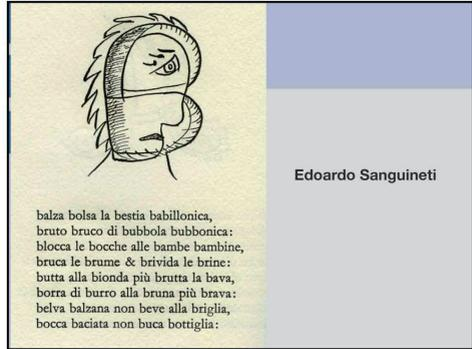 balza bolsa la bestia babillonica,
bruto bruco di bubbola bubbonica:
blocca le bocche alle bambe bambine,
bruca le brume & brivida le brine:
butta alla bionda più brutta la bava,
borra di burro alla bruna più brava:
belva balzana non beve alla briglia,
bocca baciata non buca bottiglia:
Edoardo Sanguineti